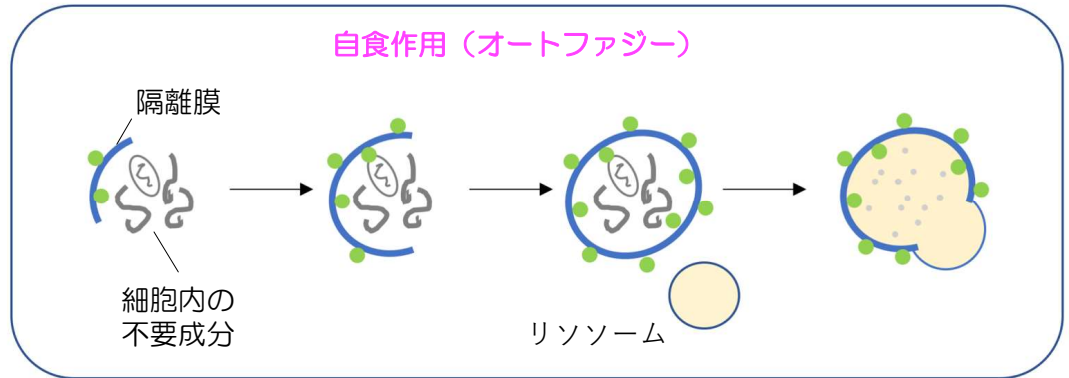 自食作用（オートファジー）
隔離膜
細胞内の
不要成分
リソソーム